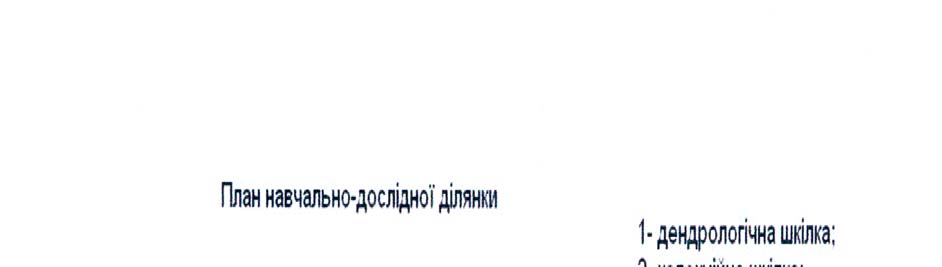 План навчально-дослідної ділянки
1- дендрологічна шкілка;